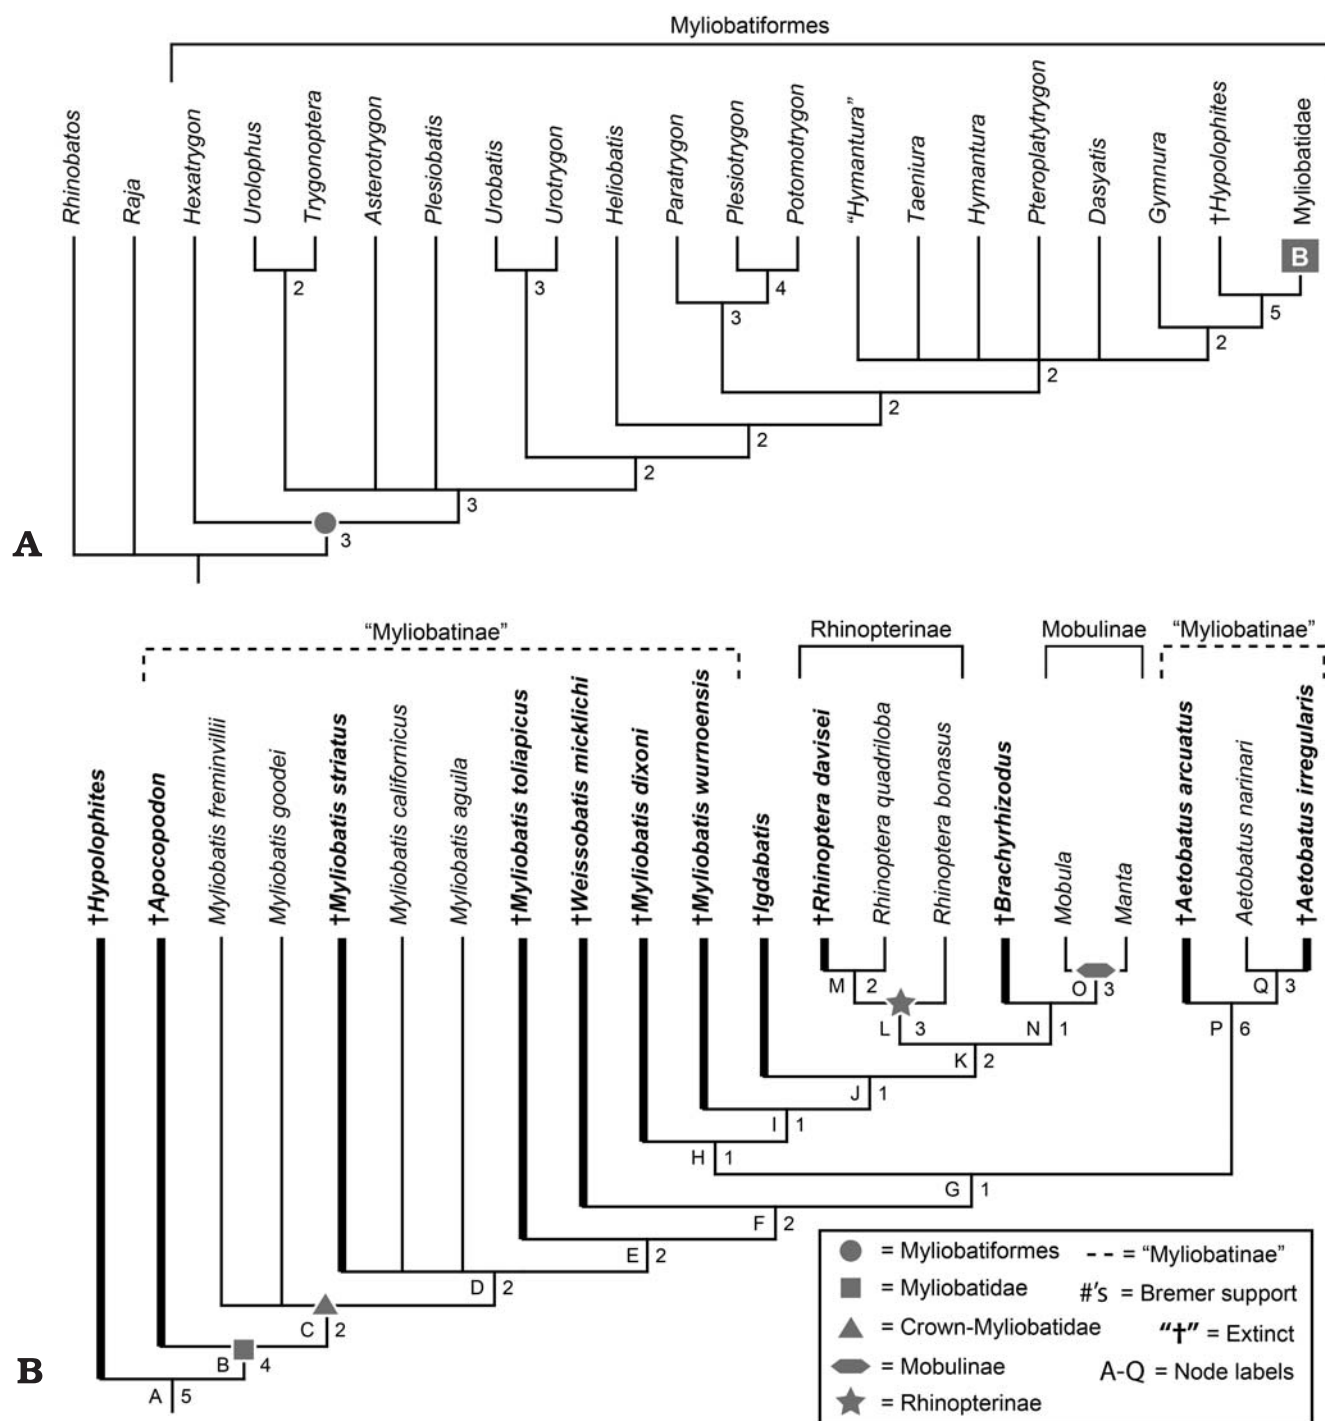 Myliobatiformes
Rhinobatos
Raja
Hexatrygon
Urolophus
Trygonoptera
Asterotrygon
Plesiobatis
Urobatis
Urotrygon
Heliobatis
Paratrygon
Plesiotrygon
Potomotrygon
“Hymantura”
Taeniura
Hymantura
Pteroplatytrygon
Dasyatis
Gymnura
†Hypolophites
Myliobatidae
B
2
3
4
3
5
2
2
2
2
2
3
3
A
“Myliobatinae”
Rhinopterinae
Mobulinae
“Myliobatinae”
†Hypolophites
†Apocopodon
Myliobatis freminvillii
Myliobatis goodei
†Myliobatis striatus
Myliobatis californicus
Myliobatis aguila
†Myliobatis toliapicus
†Weissobatis micklichi
†Myliobatis dixoni
†Myliobatis wurnoensis
†Igdabatis
†Rhinoptera davisei
Rhinoptera quadriloba
Rhinoptera bonasus
†Brachyrhizodus
Mobula
Manta
†Aetobatus arcuatus
Aetobatus narinari
†Aetobatus irregularis
M 2
O 3
Q 3
L 3
N 1
P 6
K 2
J 1
I 1
H 1
G 1
F 2
E 2
D 2
C 2
B 4
A 5
B
= Myliobatiformes
-- = “Myliobatinae”
= Myliobatidae
#'s = Bremer support
= Crown-Myliobatidae
“†” = Extinct
= Mobulinae
A-Q = Node labels
= Rhinopterinae